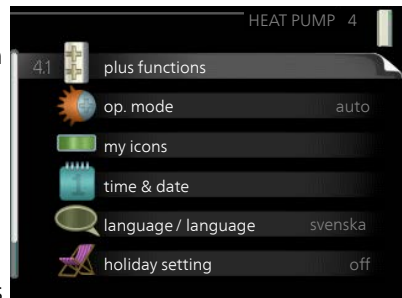 HEAT PUMP 4
4.1 plus functions
op. mode auto
my icons
time & date
language / language svenska
holiday setting off